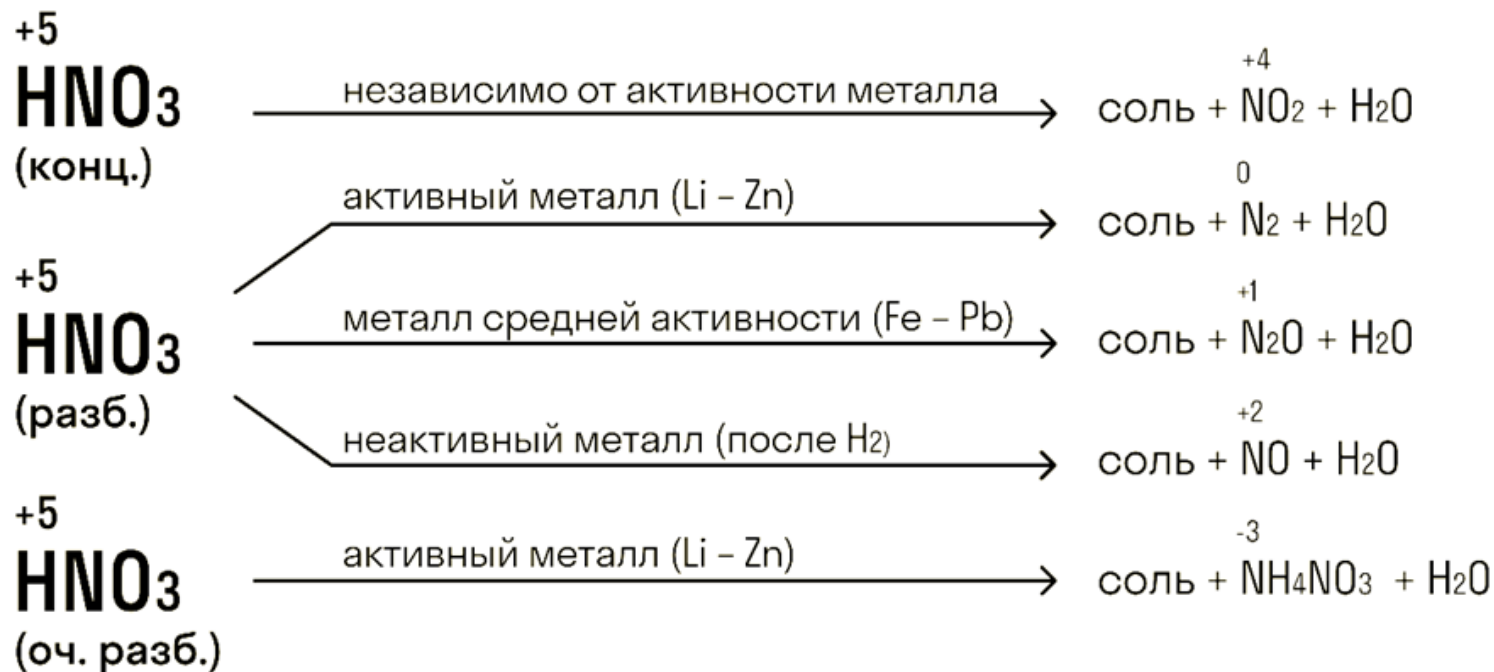 +5
HNO3
(конц.)
независимо от активности металла
+4
соль + NO2 + H2O
активный металл (Li – Zn)
0
соль + N2 + H2O
+5
HNO3
(разб.)
металл средней активности (Fe – Pb)
+1
соль + N2O + H2O
неактивный металл (после H2)
+2
соль + NO + H2O
+5
HNO3
(оч. разб.)
активный металл (Li – Zn)
-3
соль + NH4NO3 + H2O